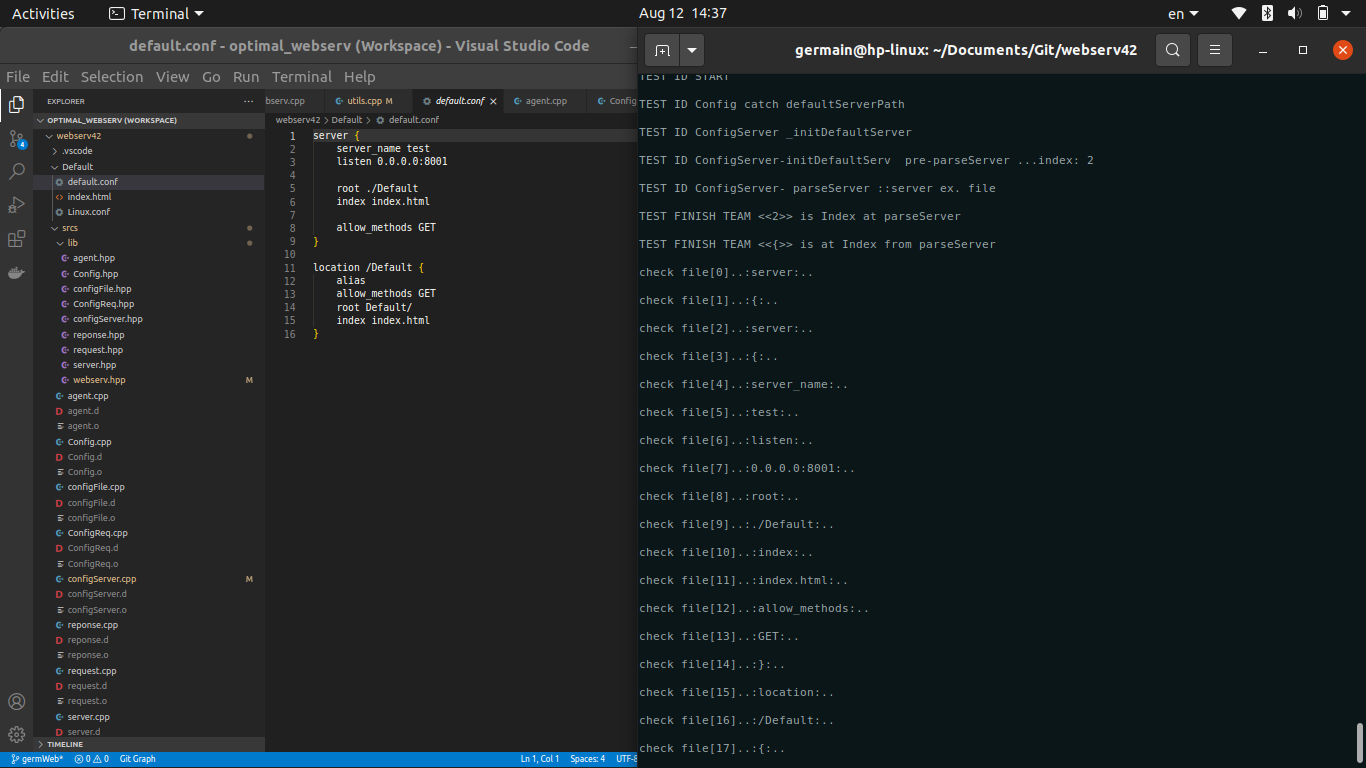 Activities Terminal Aug 12 14:37 en
default.conf - optimal_webserv (Workspace) - Visual Studio Code
File Edit Selection View Go Run Terminal Help
EXPLORER ...
OPTIMAL_WEBSERV (WORKSPACE)
webserv42
.vscode
Default
default.conf
index.html
Linux.conf
srcs
lib
agent.hpp
Config.hpp
configFile.hpp
ConfigReq.hpp
configServer.hpp
reponse.hpp
request.hpp
server.hpp
webserv.hpp M
agent.cpp
agent.d
agent.o
Config.cpp
Config.d
Config.o
configFile.cpp
configFile.d
configFile.o
ConfigReq.cpp
ConfigReq.d
ConfigReq.o
configServer.cpp M
configServer.d
configServer.o
reponse.cpp
reponse.d
reponse.o
request.cpp
request.d
request.o
server.cpp
server.d
TIMELINE
4
bserv.cpp utils.cpp M default.conf agent.cpp Config
webserv42 > Default > default.conf
1 server {
2 server_name test
3 listen 0.0.0.0:8001
4
5 root ./Default
6 index index.html
7
8 allow_methods GET
9 }
10
11 location /Default {
12 alias
13 allow_methods GET
14 root Default/
15 index index.html
16 }
germWeb* 0 0 Git Graph Ln 1, Col 1 Spaces: 4 UTF-8
germain@hp-linux: ~/Documents/Git/webserv42
TEST ID START
TEST ID Config catch defaultServerPath
TEST ID ConfigServer _initDefaultServer
TEST ID ConfigServer-initDefaultServ  pre-parseServer ...index: 2
TEST ID ConfigServer- parseServer ::server ex. file
TEST FINISH TEAM <<2>> is Index at parseServer
TEST FINISH TEAM <<{>> is at Index from parseServer
check file[0]..:server:..
check file[1]..:{:..
check file[2]..:server:..
check file[3]..:{:..
check file[4]..:server_name:..
check file[5]..:test:..
check file[6]..:listen:..
check file[7]..:0.0.0.0:8001:..
check file[8]..:root:..
check file[9]..:./Default:..
check file[10]..:index:..
check file[11]..:index.html:..
check file[12]..:allow_methods:..
check file[13]..:GET:..
check file[14]..:}:..
check file[15]..:location:..
check file[16]..:/Default:..
check file[17]..:{:..